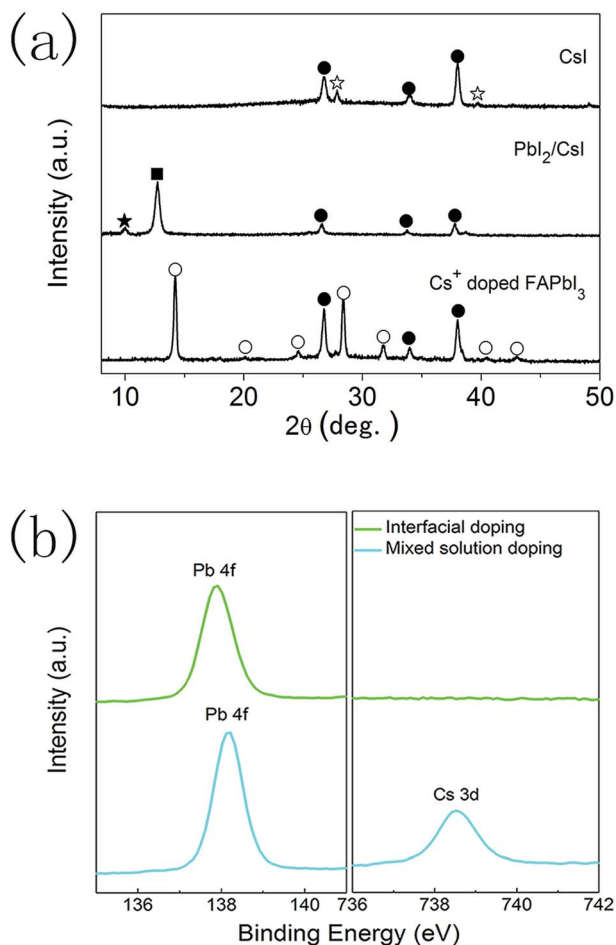 (a)
CsI
PbI2/CsI
Cs+ doped FAPbI3
Intensity (a.u.)
10 20 30 40 50
2θ (deg.)
(b)
Interfacial doping
Mixed solution doping
Pb 4f
Pb 4f
Cs 3d
Intensity (a.u.)
136 138 140 736 738 740 742
Binding Energy (eV)